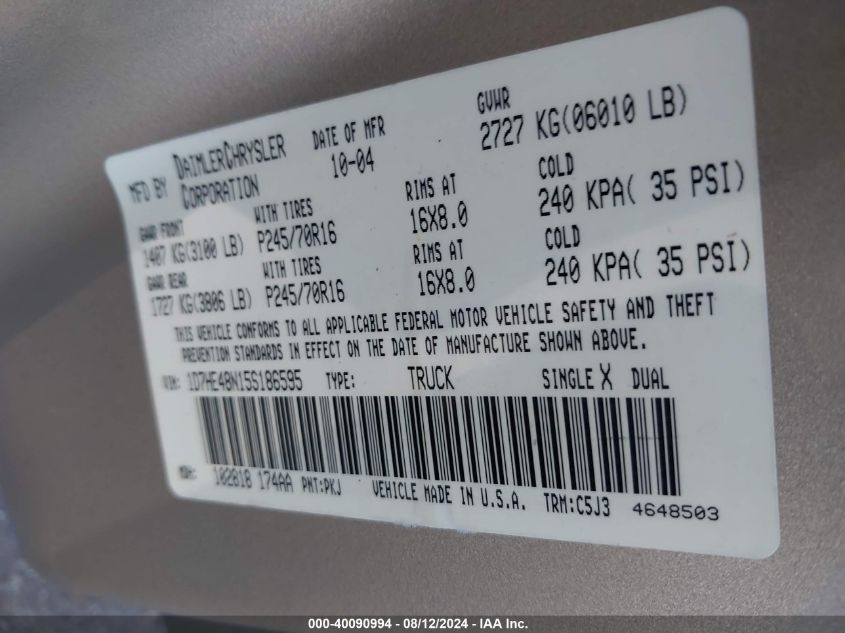 MFD BY DAIMLERCHRYSLER CORPORATION DATE OF MFR 10-04 GVWR 2727 KG(06010 LB)
GAWR FRONT WITH TIRES RIMS AT COLD
1407 KG(3100 LB) P245/70R16 16X8.0 240 KPA( 35 PSI)
GAWR REAR WITH TIRES RIMS AT COLD
1727 KG(3806 LB) P245/70R16 16X8.0 240 KPA( 35 PSI)
THIS VEHICLE CONFORMS TO ALL APPLICABLE FEDERAL MOTOR VEHICLE SAFETY AND THEFT
PREVENTION STANDARDS IN EFFECT ON THE DATE OF MANUFACTURE SHOWN ABOVE.
VIN: 1D7HE48N15S186595 TYPE: TRUCK SINGLE X DUAL
MDH: 102818 174AA PNT:PKJ VEHICLE MADE IN U.S.A. TRM:C5J3 4648503
000-40090994 - 08/12/2024 - IAA Inc.